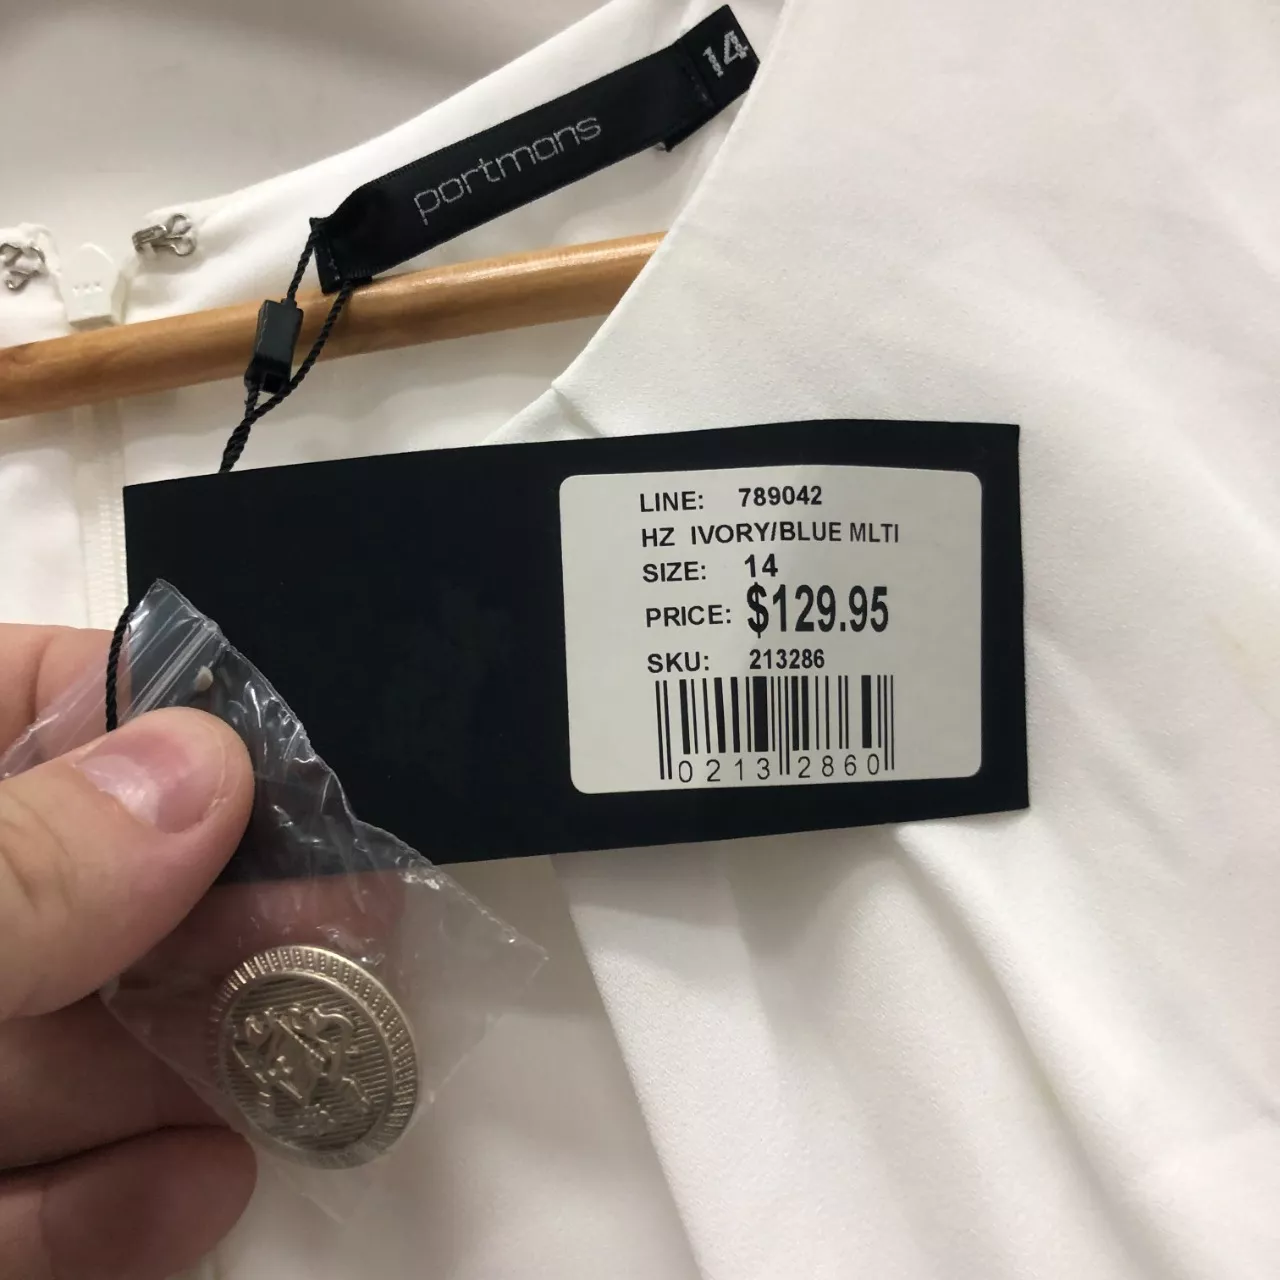 14
portmans
LINE: 789042
HZ IVORY/BLUE MLTI
SIZE: 14
PRICE: $129.95
SKU: 213286
0213 2860